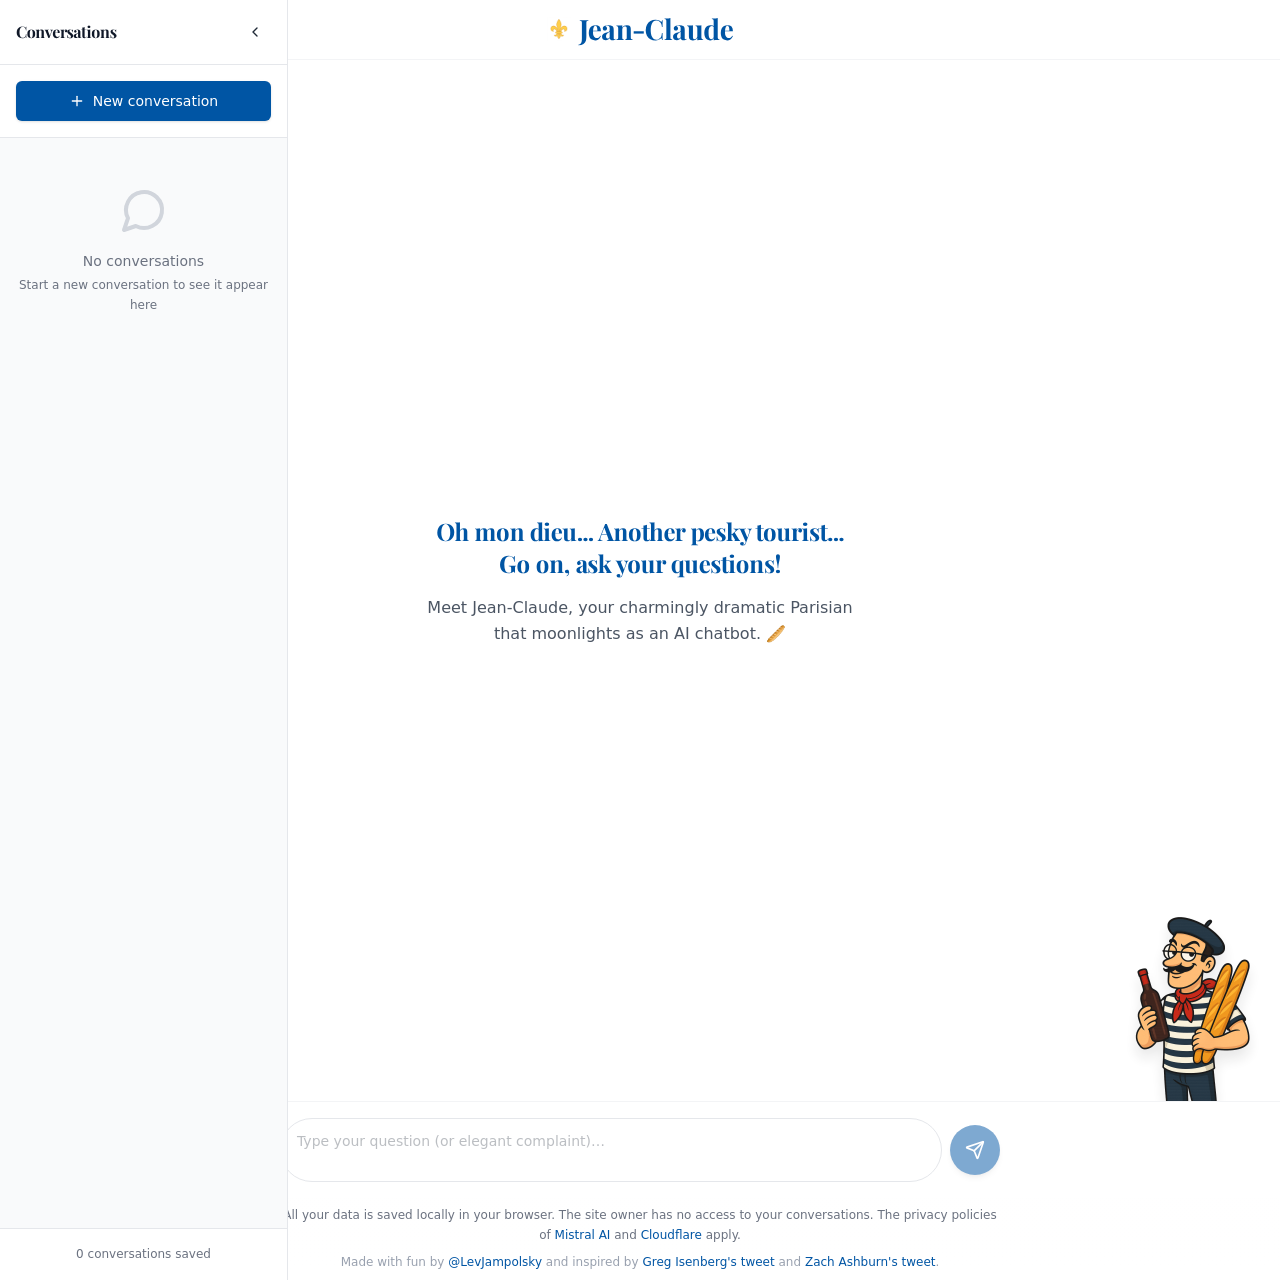 Conversations
New conversation
No conversations
Start a new conversation to see it appear
here
0 conversations saved
Jean-Claude
Oh mon dieu... Another pesky tourist...
Go on, ask your questions!
Meet Jean-Claude, your charmingly dramatic Parisian
that moonlights as an AI chatbot.
Type your question (or elegant complaint)...
All your data is saved locally in your browser. The site owner has no access to your conversations. The privacy policies
of Mistral AI and Cloudflare apply.
Made with fun by @LevJampolsky and inspired by Greg Isenberg's tweet and Zach Ashburn's tweet.